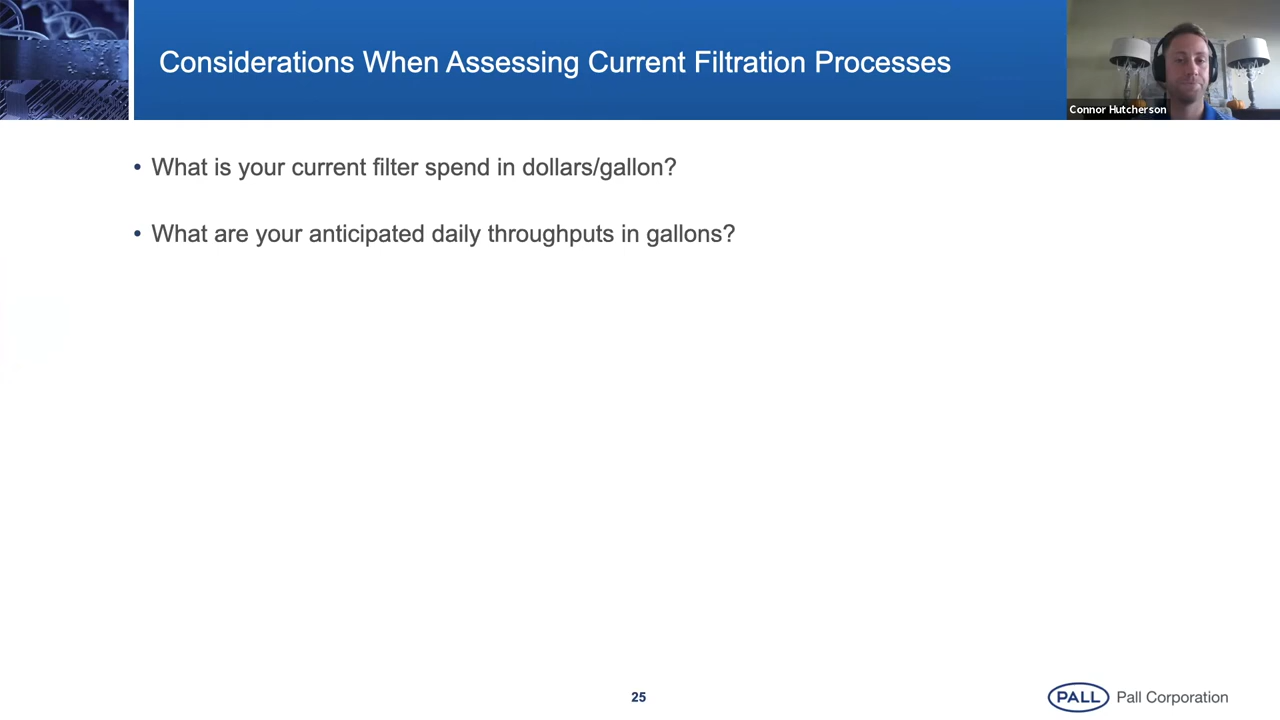 Considerations When Assessing Current Filtration Processes
Connor Hutcherson
• What is your current filter spend in dollars/gallon?
• What are your anticipated daily throughputs in gallons?
25
PALL Pall Corporation